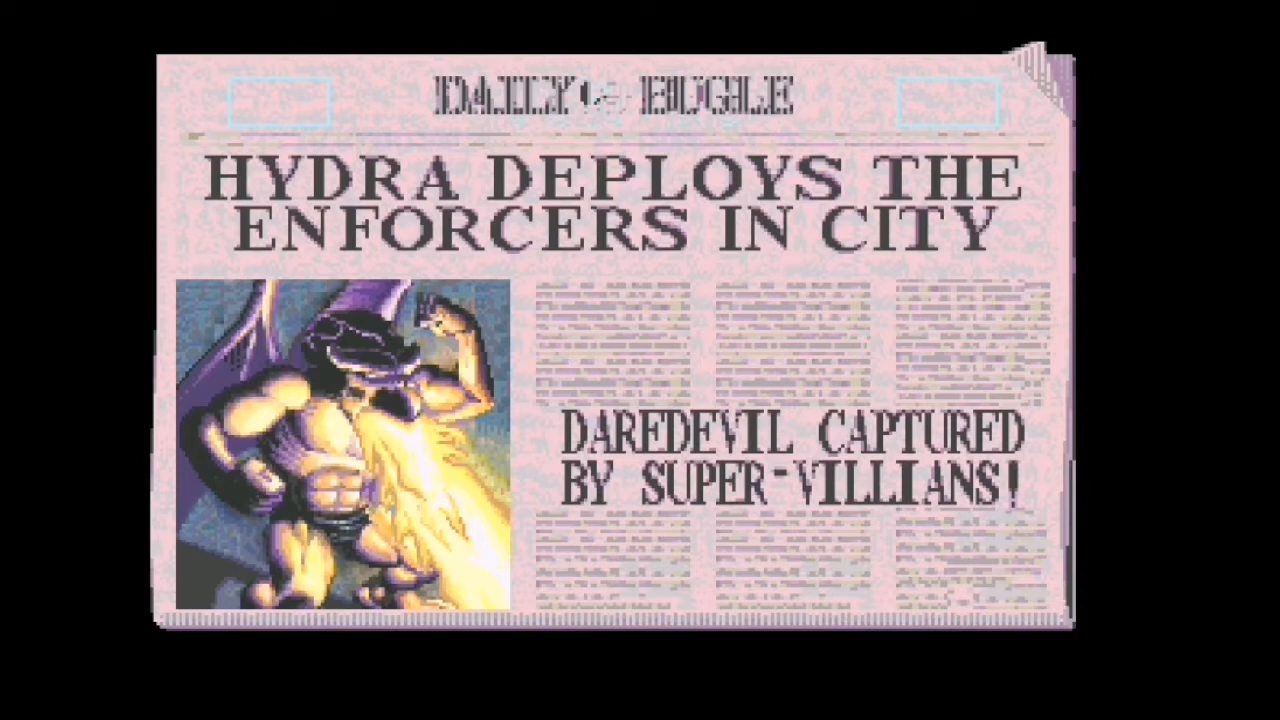 DAILY BUGLE
HYDRA DEPLOYS THE
ENFORCERS IN CITY
DAREDEVIL CAPTURED
BY SUPER-VILLIANS!